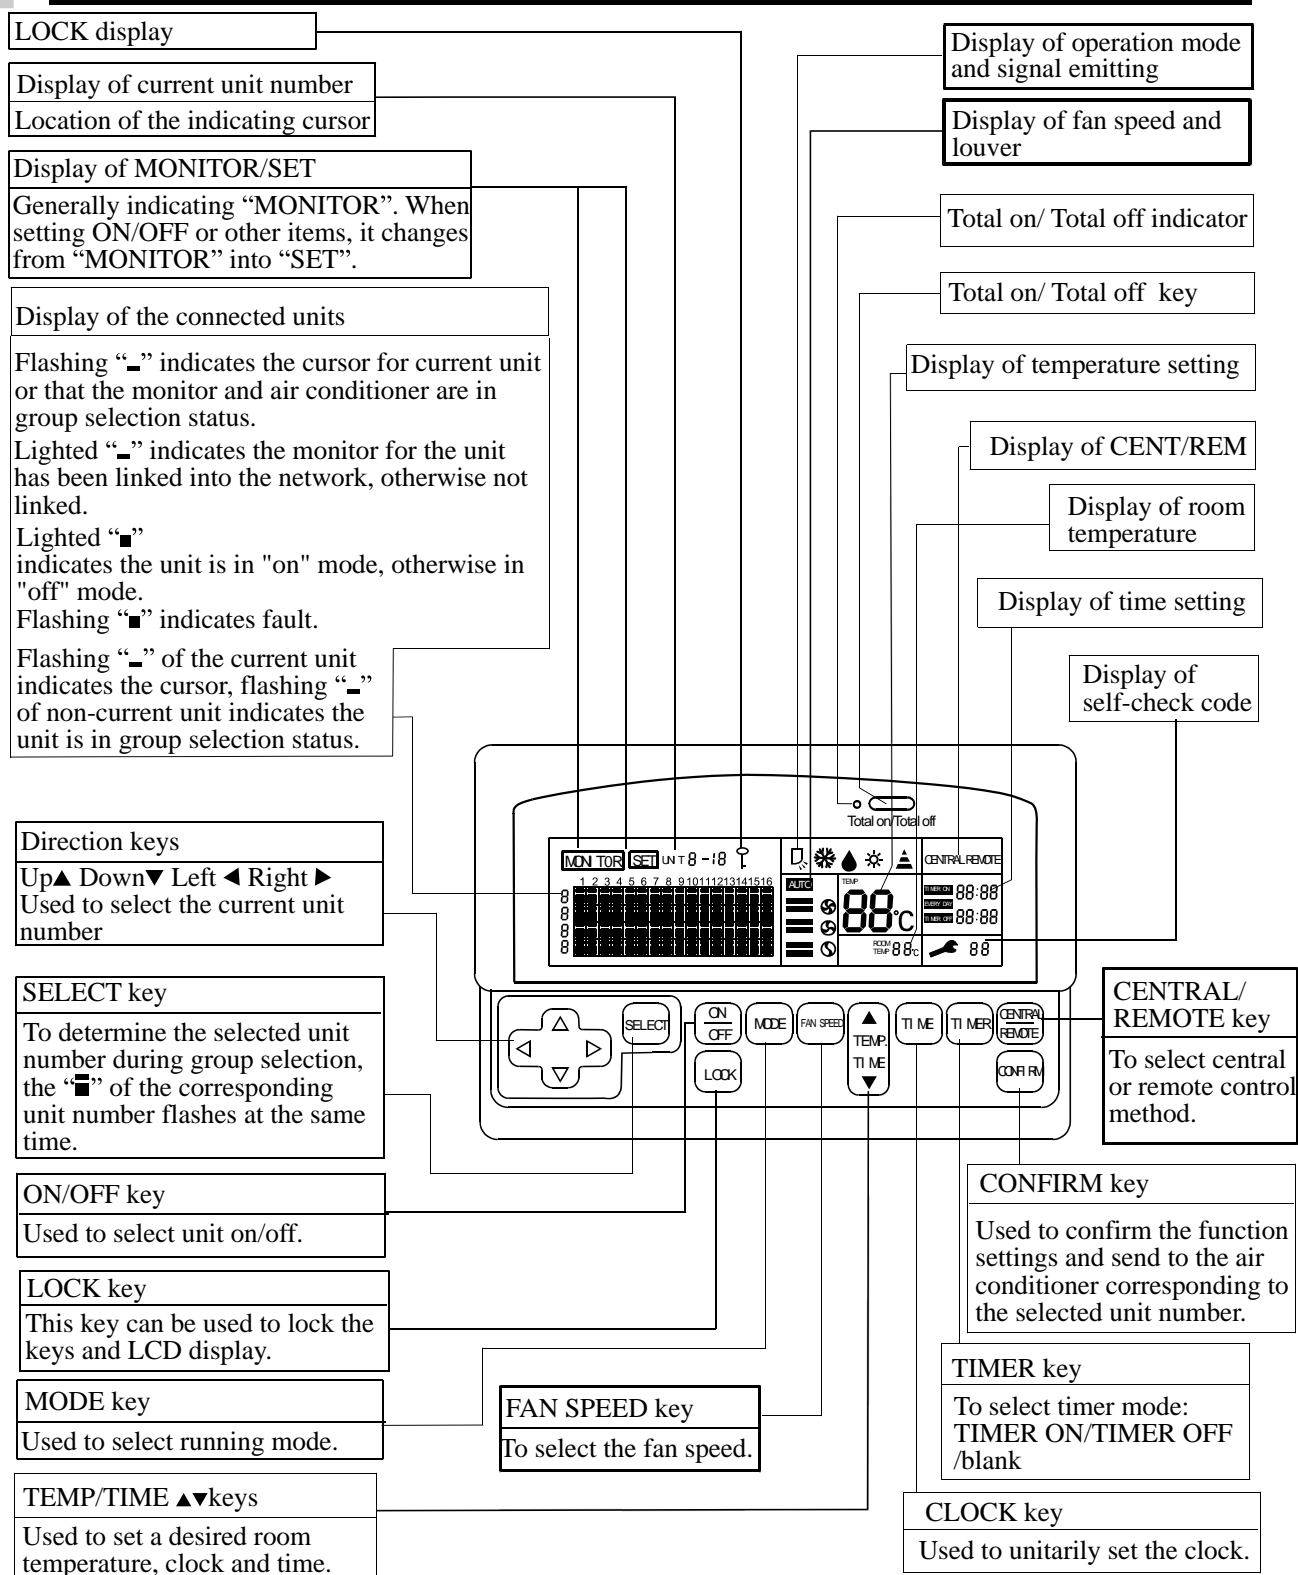 LOCK display
Display of current unit number
Location of the indicating cursor
Display of MONITOR/SET
Generally indicating “MONITOR”. When
setting ON/OFF or other items, it changes
from “MONITOR” into “SET”.
Display of the connected units
Flashing “▬” indicates the cursor for current unit
or that the monitor and air conditioner are in
group selection status.
Lighted “▬” indicates the monitor for the unit
has been linked into the network, otherwise not
linked.
Lighted “■”
indicates the unit is in "on" mode, otherwise in
"off" mode.
Flashing “■” indicates fault.
Flashing “▬” of the current unit
indicates the cursor, flashing “▬”
of non-current unit indicates the
unit is in group selection status.
Direction keys
Up▲ Down▼ Left ◀ Right ▶
Used to select the current unit
number
SELECT key
To determine the selected unit
number during group selection,
the “■” of the corresponding
unit number flashes at the same
time.
ON/OFF key
Used to select unit on/off.
LOCK key
This key can be used to lock the
keys and LCD display.
MODE key
Used to select running mode.
TEMP/TIME ▲▼keys
Used to set a desired room
temperature, clock and time.
FAN SPEED key
To select the fan speed.
Display of operation mode
and signal emitting
Display of fan speed and
louver
Total on/ Total off indicator
Total on/ Total off key
Display of temperature setting
Display of CENT/REM
Display of room
temperature
Display of time setting
Display of
self-check code
CENTRAL/
REMOTE key
To select central
or remote control
method.
CONFIRM key
Used to confirm the function
settings and send to the air
conditioner corresponding to
the selected unit number.
TIMER key
To select timer mode:
TIMER ON/TIMER OFF
/blank
CLOCK key
Used to unitarily set the clock.
Total on/Total off
MONITOR SET UNIT 8-18
1 2 3 4 5 6 7 8 9 10 11 12 13 14 15 16
8
8
8
8
AUTO
TEMP
88°C
ROOM
TEMP 88°C
CENTRAL REMOTE
TIMER ON 88:88
EVERY DAY
TIMER OFF 88:88
88
SELECT
ON
OFF
MODE
FAN SPEED
▲
TEMP.
TIME
▼
TIME
TIMER
CENTRAL
REMOTE
LOCK
CONFIRM